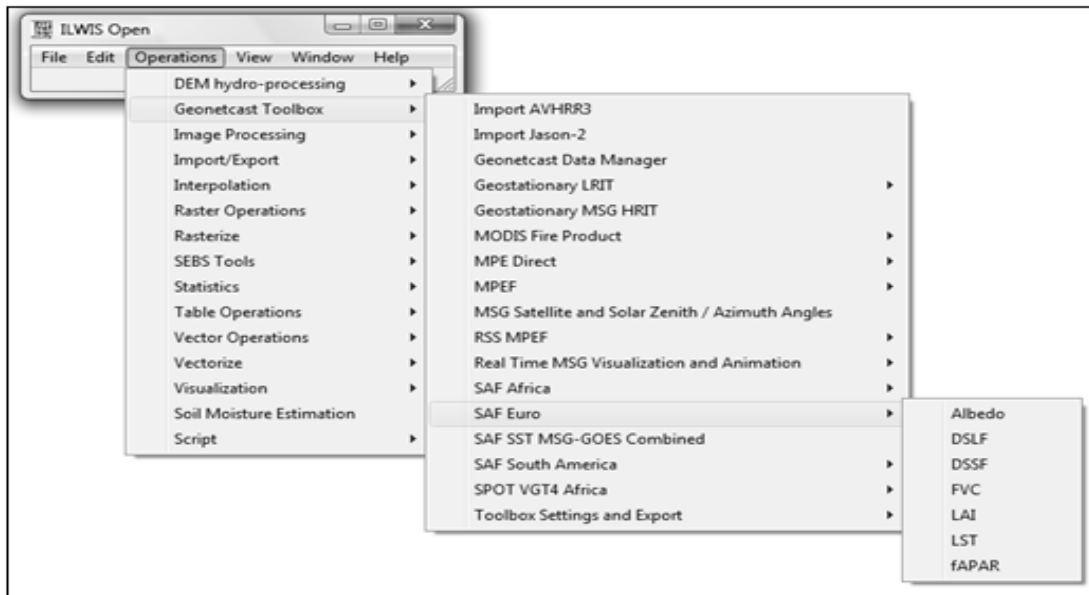 ILWIS Open
File Edit Operations View Window Help
DEM hydro-processing
Geonetcast Toolbox
Image Processing
Import/Export
Interpolation
Raster Operations
Rasterize
SEBS Tools
Statistics
Table Operations
Vector Operations
Vectorize
Visualization
Soil Moisture Estimation
Script
Import AVHRR3
Import Jason-2
Geonetcast Data Manager
Geostationary LRIT
Geostationary MSG HRIT
MODIS Fire Product
MPE Direct
MPEF
MSG Satellite and Solar Zenith / Azimuth Angles
RSS MPEF
Real Time MSG Visualization and Animation
SAF Africa
SAF Euro
SAF SST MSG-GOES Combined
SAF South America
SPOT VGT4 Africa
Toolbox Settings and Export
Albedo
DSLF
DSSF
FVC
LAI
LST
fAPAR